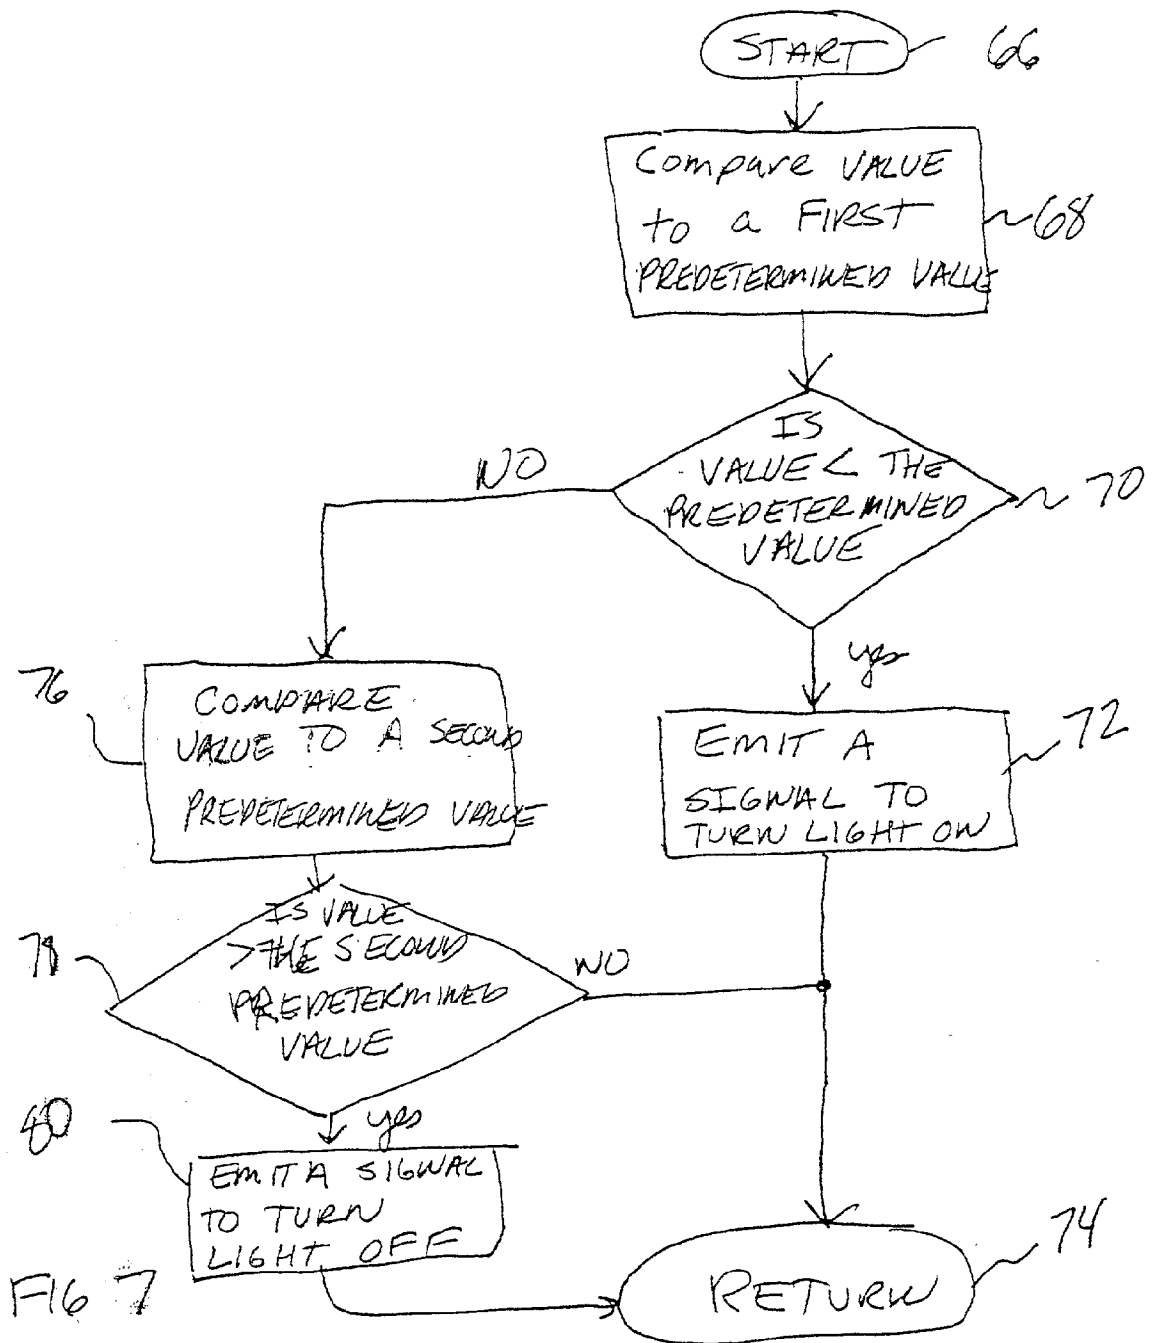 START
66
Compare VALUE
to a FIRST
PREDETERMINED VALUE
68
IS
VALUE < THE
PREDETERMINED
VALUE
70
NO
yes
76
COMPARE
VALUE TO A SECOND
PREDETERMINED VALUE
EMIT A
SIGNAL TO
TURN LIGHT ON
72
78
IS VALUE
> THE SECOND
PREDETERMINED
VALUE
NO
yes
80
EMIT A SIGNAL
TO TURN
LIGHT OFF
RETURN
74
FIG 7